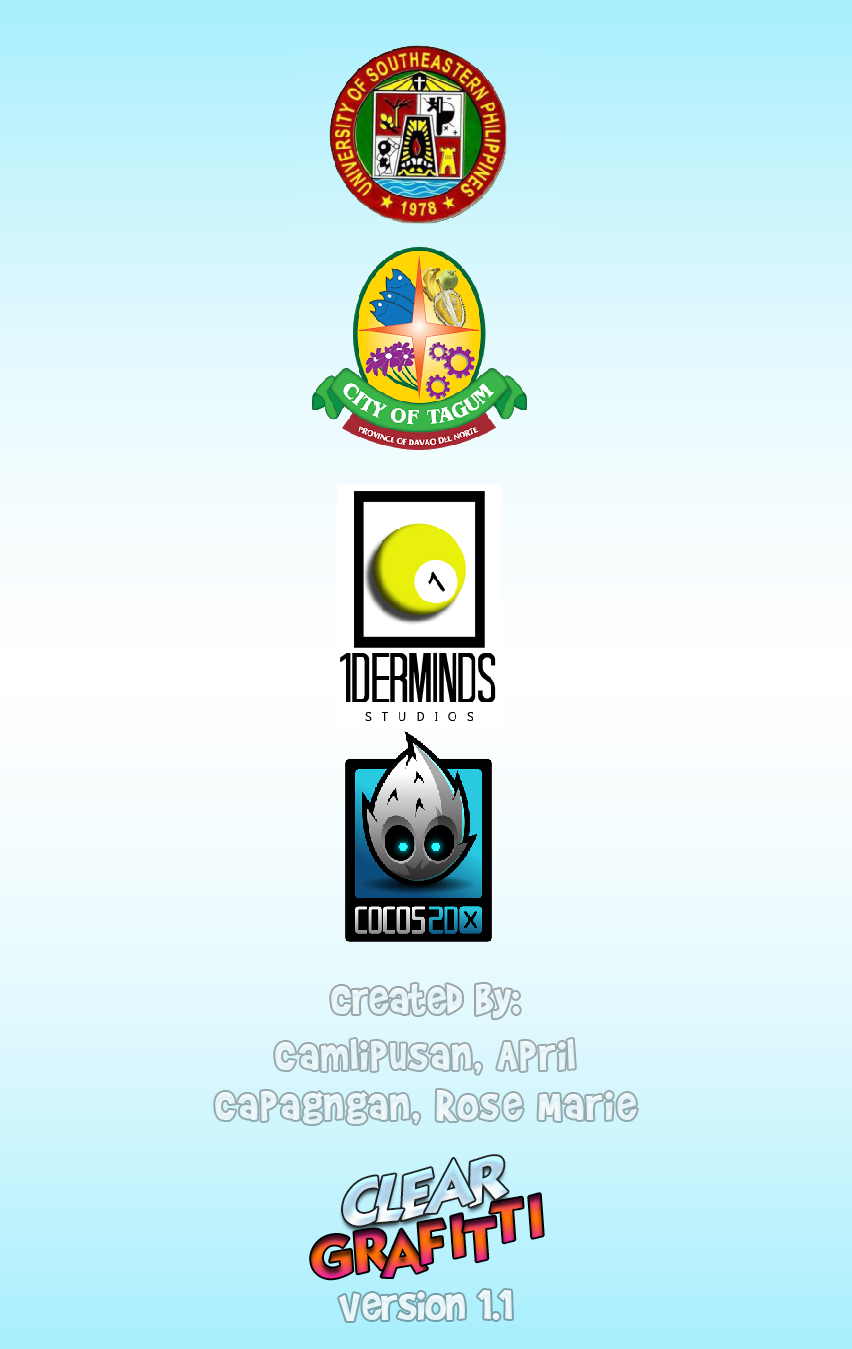 UNIVERSITY OF SOUTHEASTERN PHILIPPINES
★ 1978 ★
CITY OF TAGUM
PROVINCE OF DAVAO DEL NORTE
1DERMINDS
STUDIOS
COCOS2DX
Created By:
Camlipusan, April
Capagngan, Rose Marie
CLEAR
GRAFITTI
version 1.1